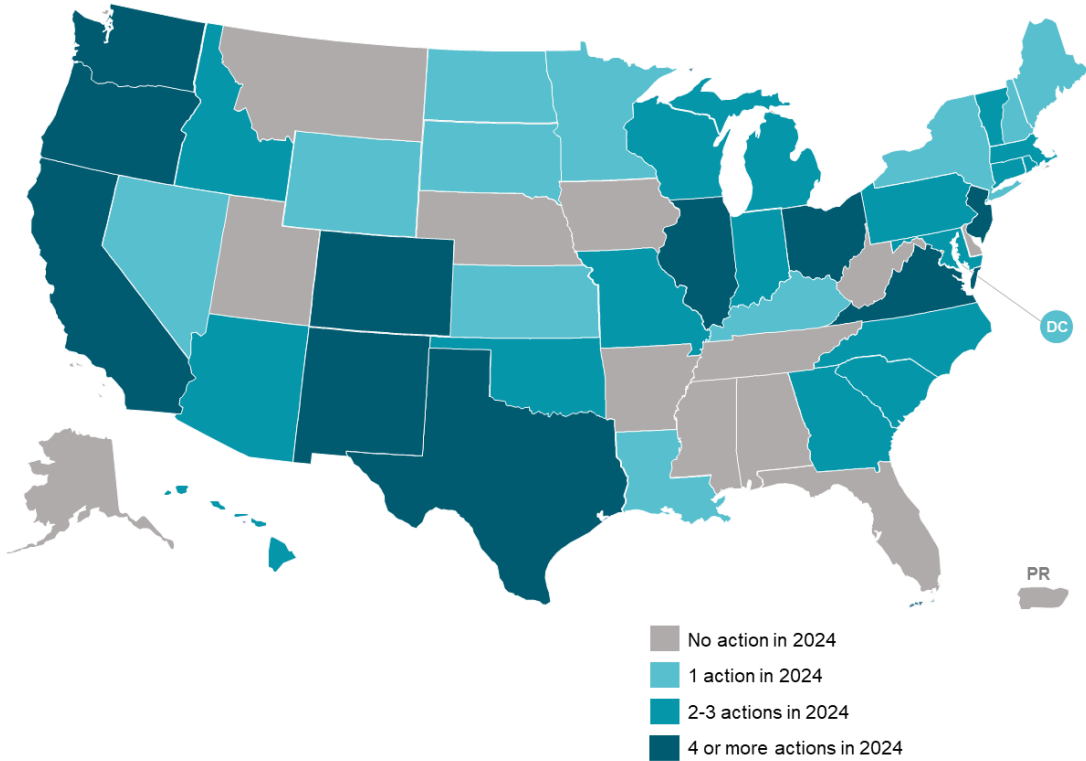 DC
PR
No action in 2024
1 action in 2024
2-3 actions in 2024
4 or more actions in 2024